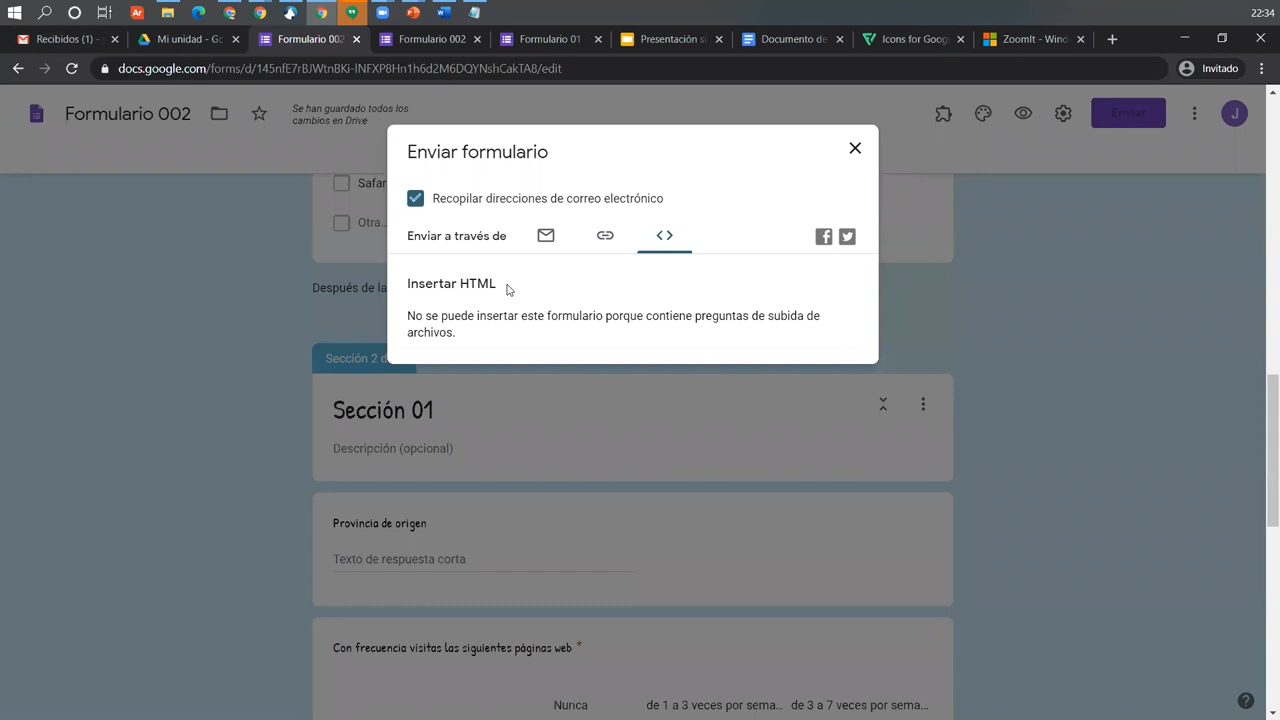 22:34
Recibidos (1) -
Mi unidad - Go
Formulario 002
Formulario 002
Formulario 01
Presentación si
Documento de
Icons for Goog
ZoomIt - Wind
docs.google.com/forms/d/145nfE7rBJWtnBKi-lNFXP8Hn1h6d2M6DQYNshCakTA8/edit
Invitado
Formulario 002
Se han guardado todos los
cambios en Drive
Enviar
J
Enviar formulario
Safar
Recopilar direcciones de correo electrónico
Otra...
Enviar a través de
Insertar HTML
Después de la
No se puede insertar este formulario porque contiene preguntas de subida de
archivos.
Sección 2 d
Sección 01
Descripción (opcional)
Provincia de origen
Texto de respuesta corta
Con frecuencia visitas las siguientes páginas web *
Nunca
de 1 a 3 veces por sema...
de 3 a 7 veces por sema...